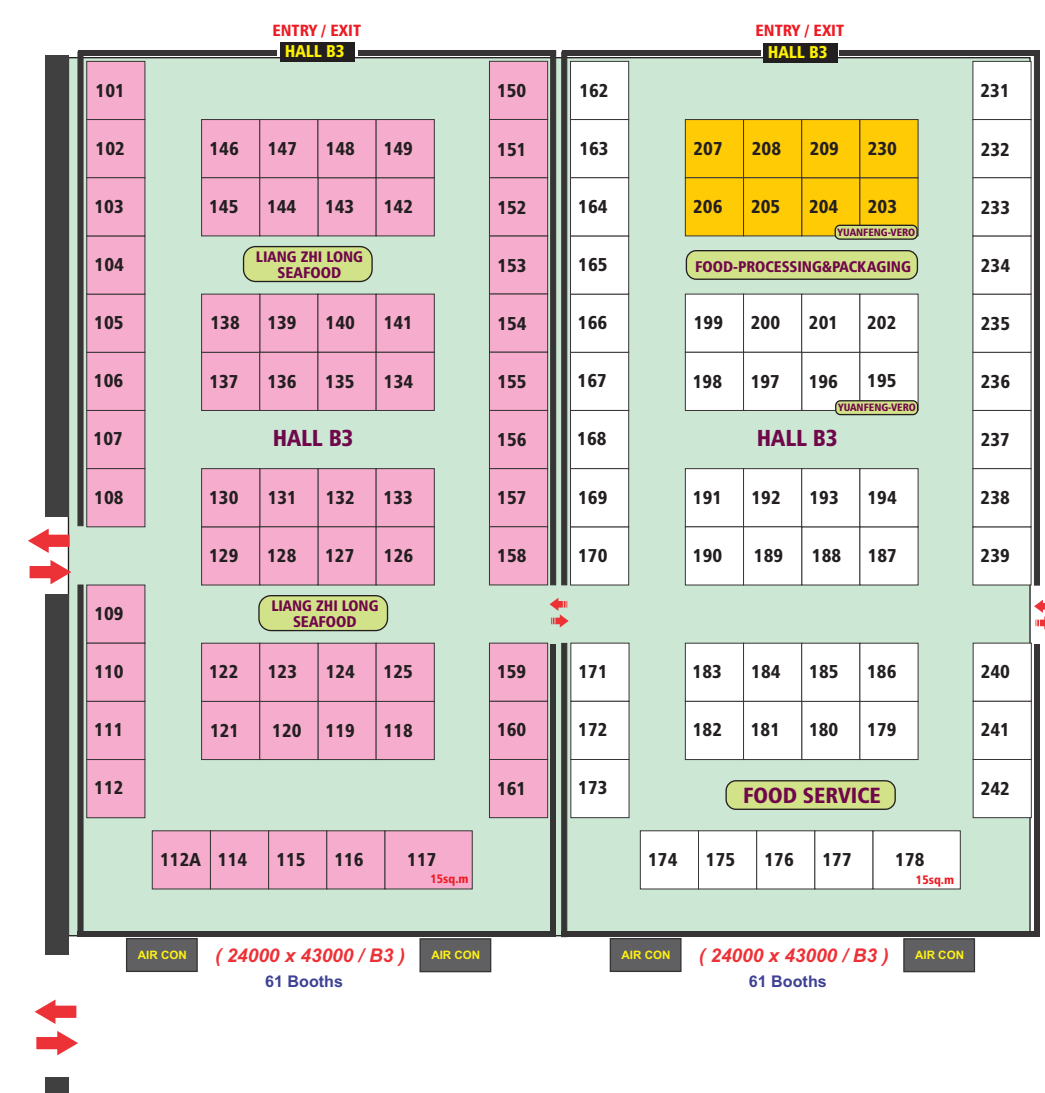 ENTRY / EXIT
HALL B3
101
102
103
104
105
106
107
108
109
110
111
112
146 147 148 149
145 144 143 142
LIANG ZHI LONG
SEAFOOD
138 139 140 141
137 136 135 134
HALL B3
130 131 132 133
129 128 127 126
LIANG ZHI LONG
SEAFOOD
122 123 124 125
121 120 119 118
150
151
152
153
154
155
156
157
158
159
160
161
112A 114 115 116 117
15sq.m
AIR CON
( 24000 x 43000 / B3 )
AIR CON
61 Booths
ENTRY / EXIT
HALL B3
162
163
164
165
166
167
168
169
170
171
172
173
207 208 209 230
206 205 204 203
YUANFENG-VERO
FOOD-PROCESSING&PACKAGING
199 200 201 202
198 197 196 195
YUANFENG-VERO
HALL B3
191 192 193 194
190 189 188 187
183 184 185 186
182 181 180 179
FOOD SERVICE
231
232
233
234
235
236
237
238
239
240
241
242
174 175 176 177 178
15sq.m
AIR CON
( 24000 x 43000 / B3 )
AIR CON
61 Booths